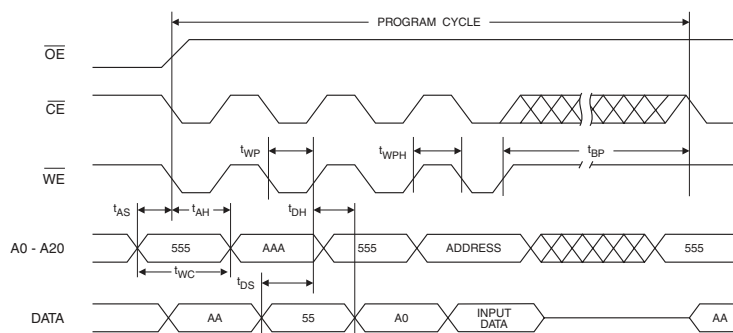 PROGRAM CYCLE
OE
CE
tWP
tWPH
tBP
WE
tAS
tAH
tDH
A0 - A20
555
AAA
555
ADDRESS
555
tWC
tDS
DATA
AA
55
A0
INPUT
DATA
AA